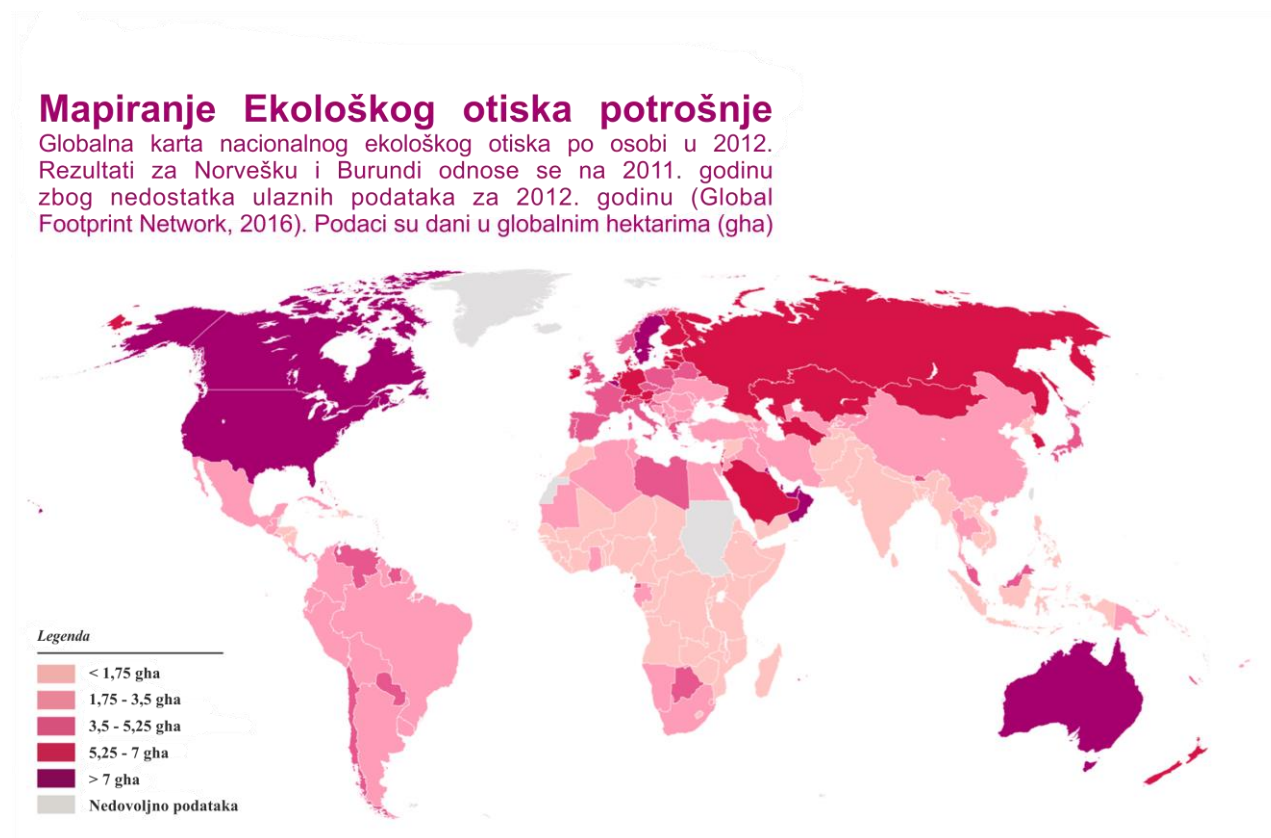 Mapiranje Ekološkog otiska potrošnje
Globalna karta nacionalnog ekološkog otiska po osobi u 2012.
Rezultati za Norvešku i Burundi odnose se na 2011. godinu
zbog nedostatka ulaznih podataka za 2012. godinu (Global
Footprint Network, 2016). Podaci su dani u globalnim hektarima (gha)
Legenda
< 1,75 gha
1,75 - 3,5 gha
3,5 - 5,25 gha
5,25 - 7 gha
> 7 gha
Nedovoljno podataka